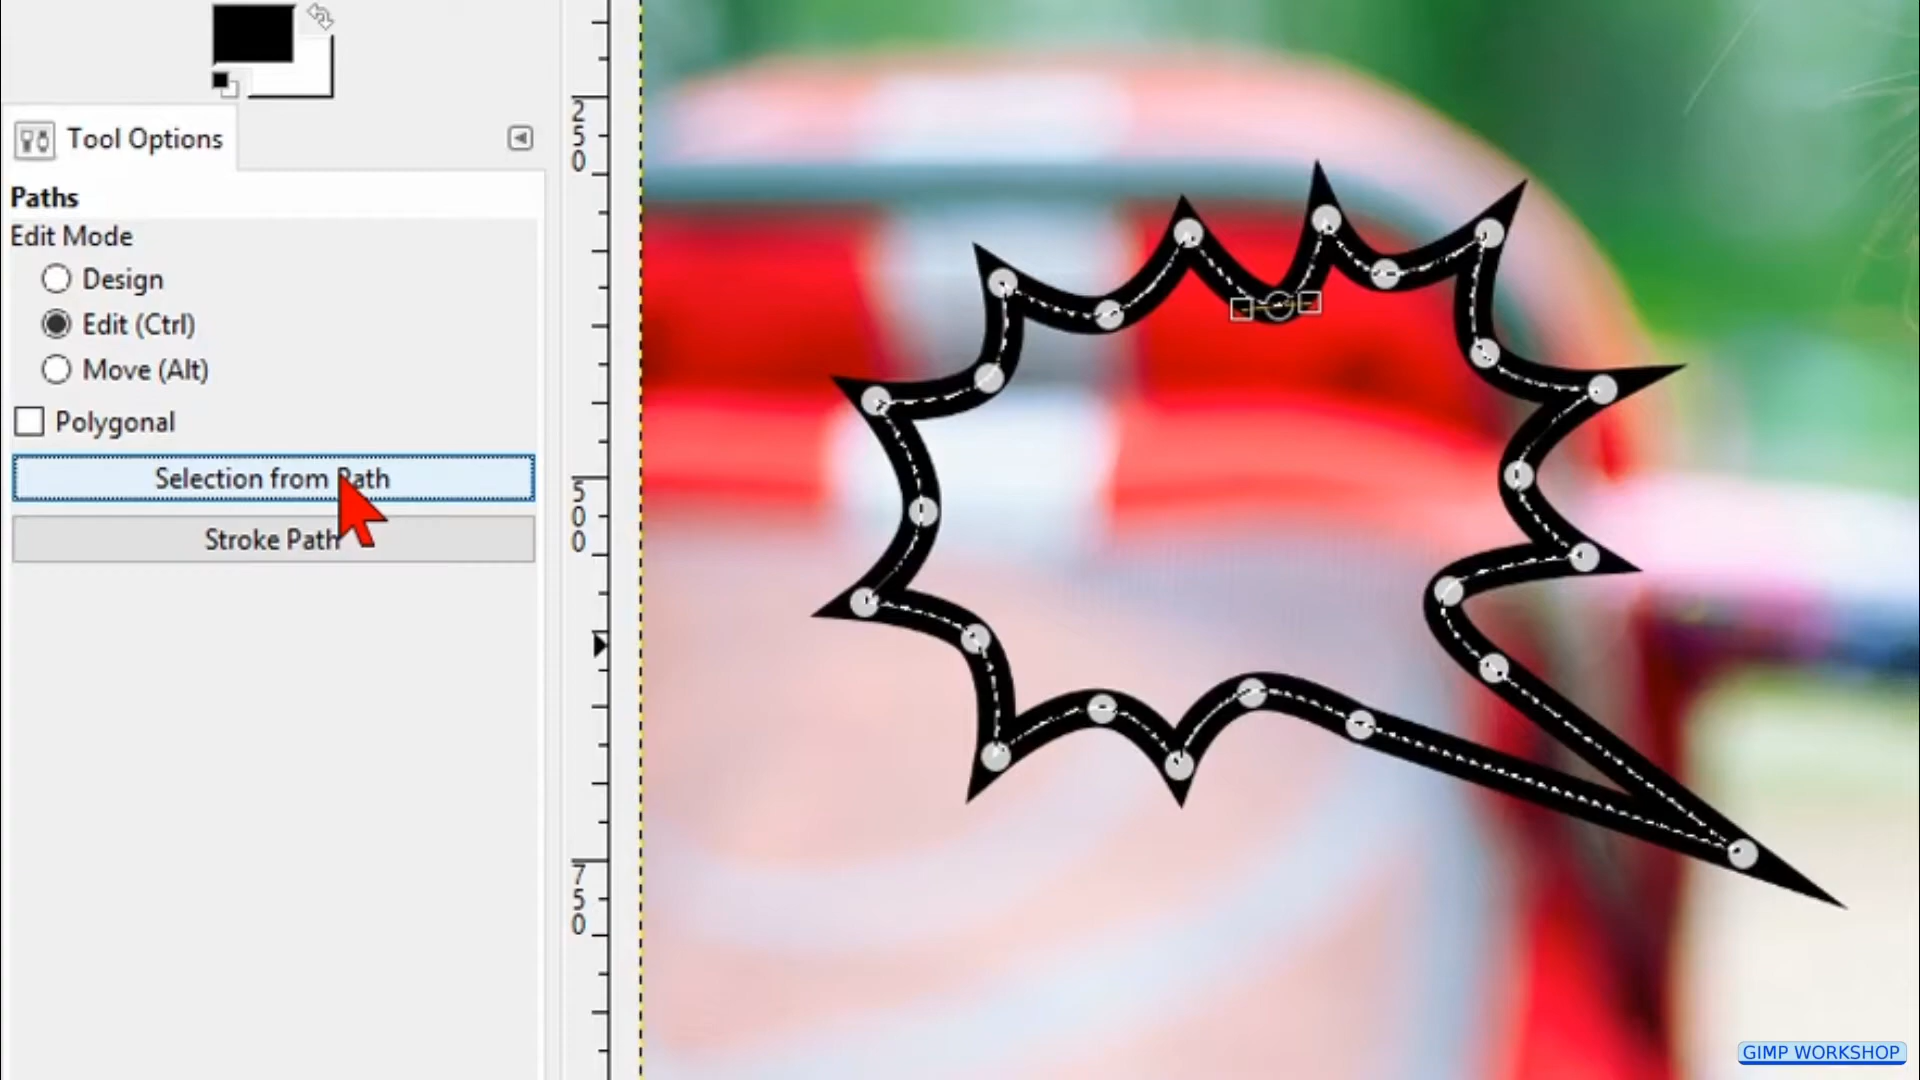 Tool Options
Paths
Edit Mode
Design
Edit (Ctrl)
Move (Alt)
Polygonal
Selection from Path
Stroke Path
250
500
750
GIMP WORKSHOP